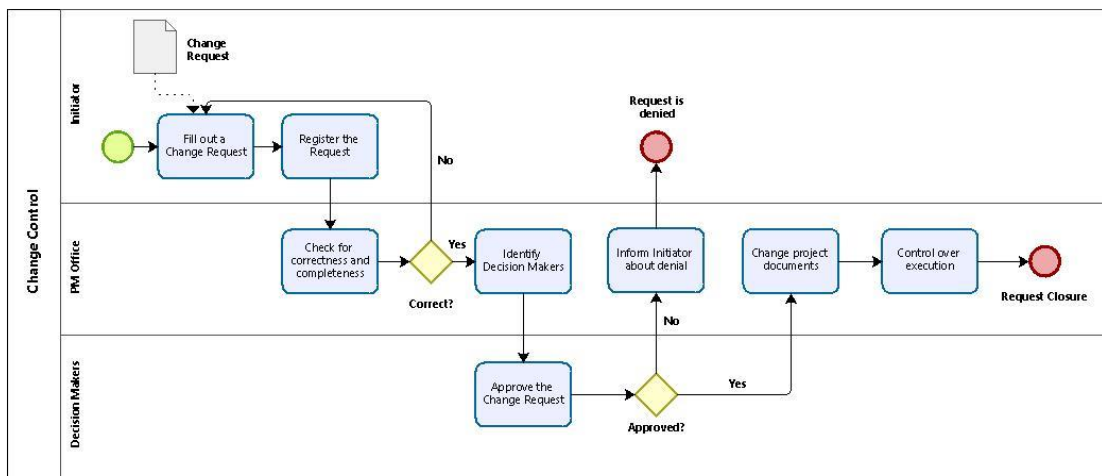 Change Control
Initiator
Change
Request
Fill out a
Change Request
Register the
Request
No
Request is
denied
PM Office
Check for
correctness and
completeness
Correct?
Yes
Identify
Decision Makers
Inform Initiator
about denial
No
Change project
documents
Control over
execution
Request Closure
Decision Makers
Approve the
Change Request
Approved?
Yes